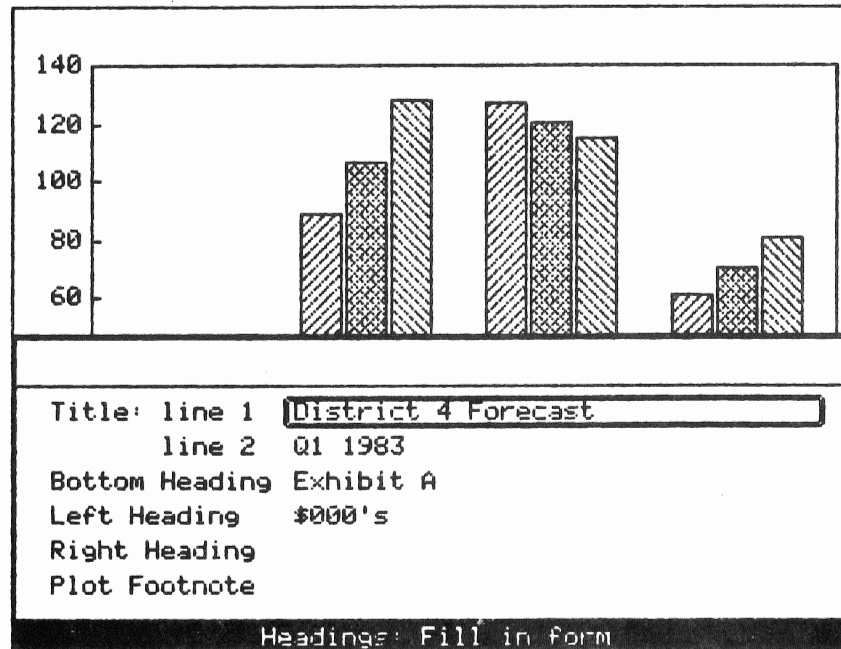 140
120
100
80
60
Title: line 1 District 4 Forecast
line 2 Q1 1983
Bottom Heading Exhibit A
Left Heading $000's
Right Heading
Plot Footnote
Headings: Fill in form